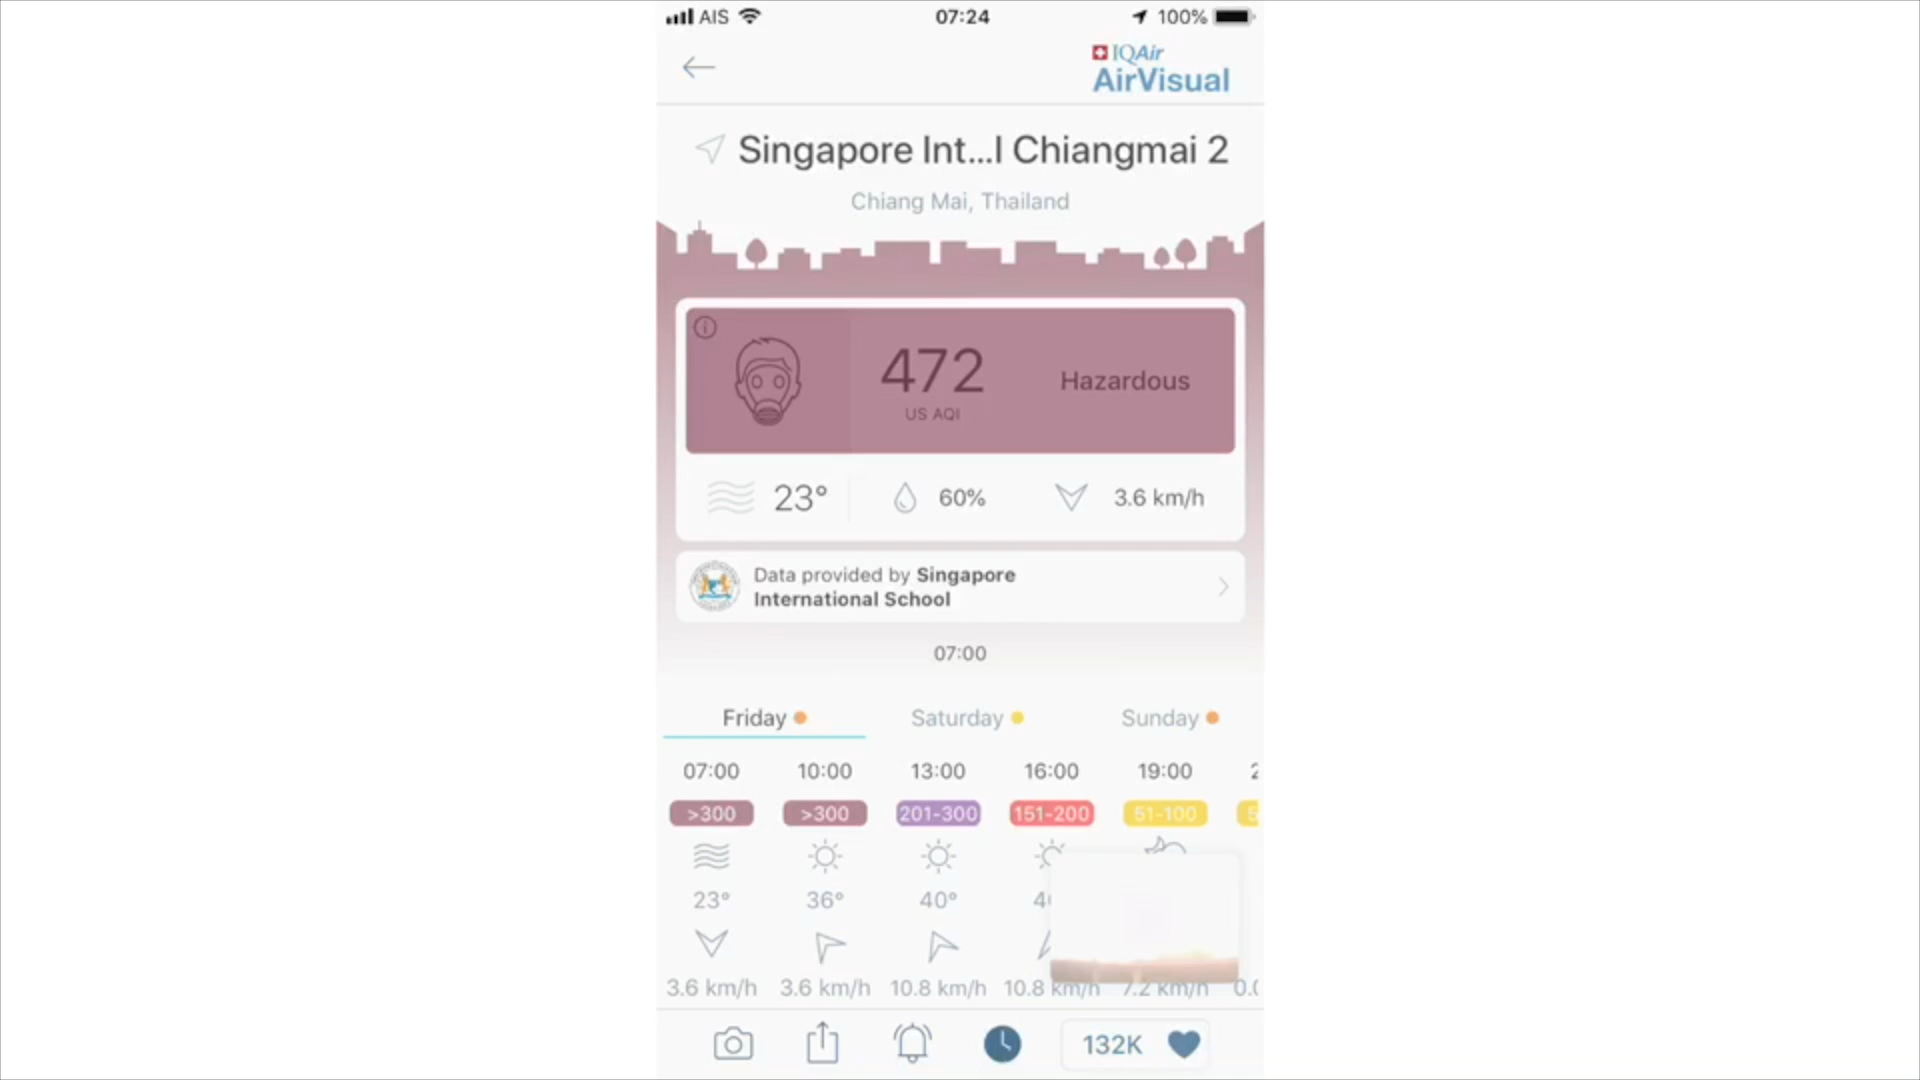 AIS
07:24
100%
IQAir
AirVisual
Singapore Int...l Chiangmai 2
Chiang Mai, Thailand
472
US AQI
Hazardous
23°
60%
3.6 km/h
Data provided by Singapore
International School
07:00
Friday
Saturday
Sunday
07:00 10:00 13:00 16:00 19:00
>300 >300 201-300 151-200 51-100
23° 36° 40°
3.6 km/h 3.6 km/h 10.8 km/h 10.8 km/h 7.2 km/h
132K